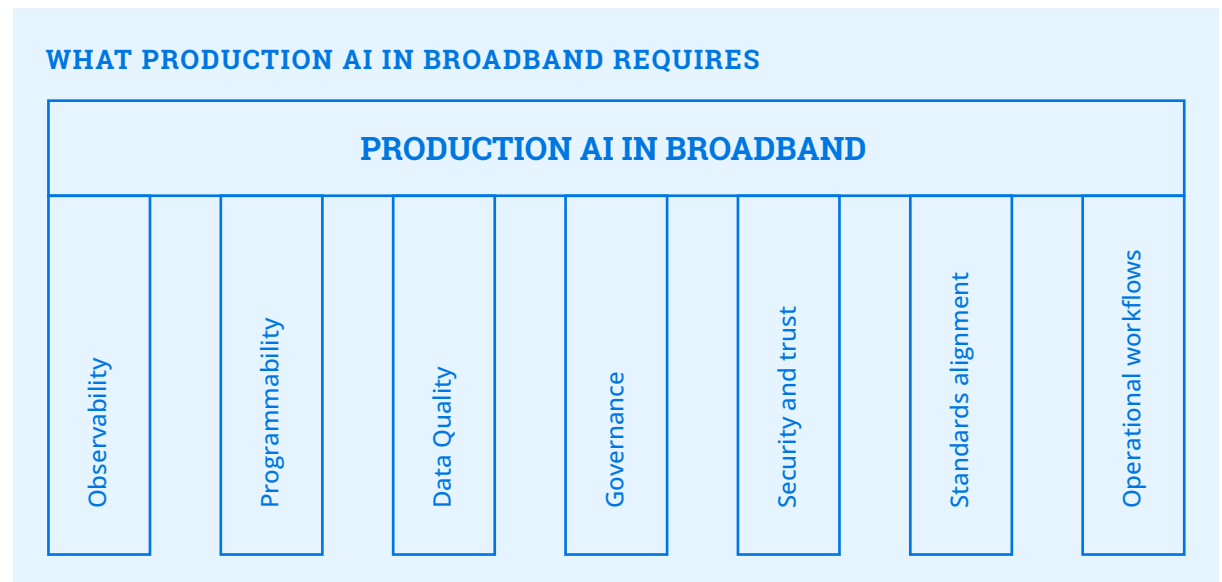 WHAT PRODUCTION AI IN BROADBAND REQUIRES
PRODUCTION AI IN BROADBAND
Observability
Programmability
Data Quality
Governance
Security and trust
Standards alignment
Operational workflows